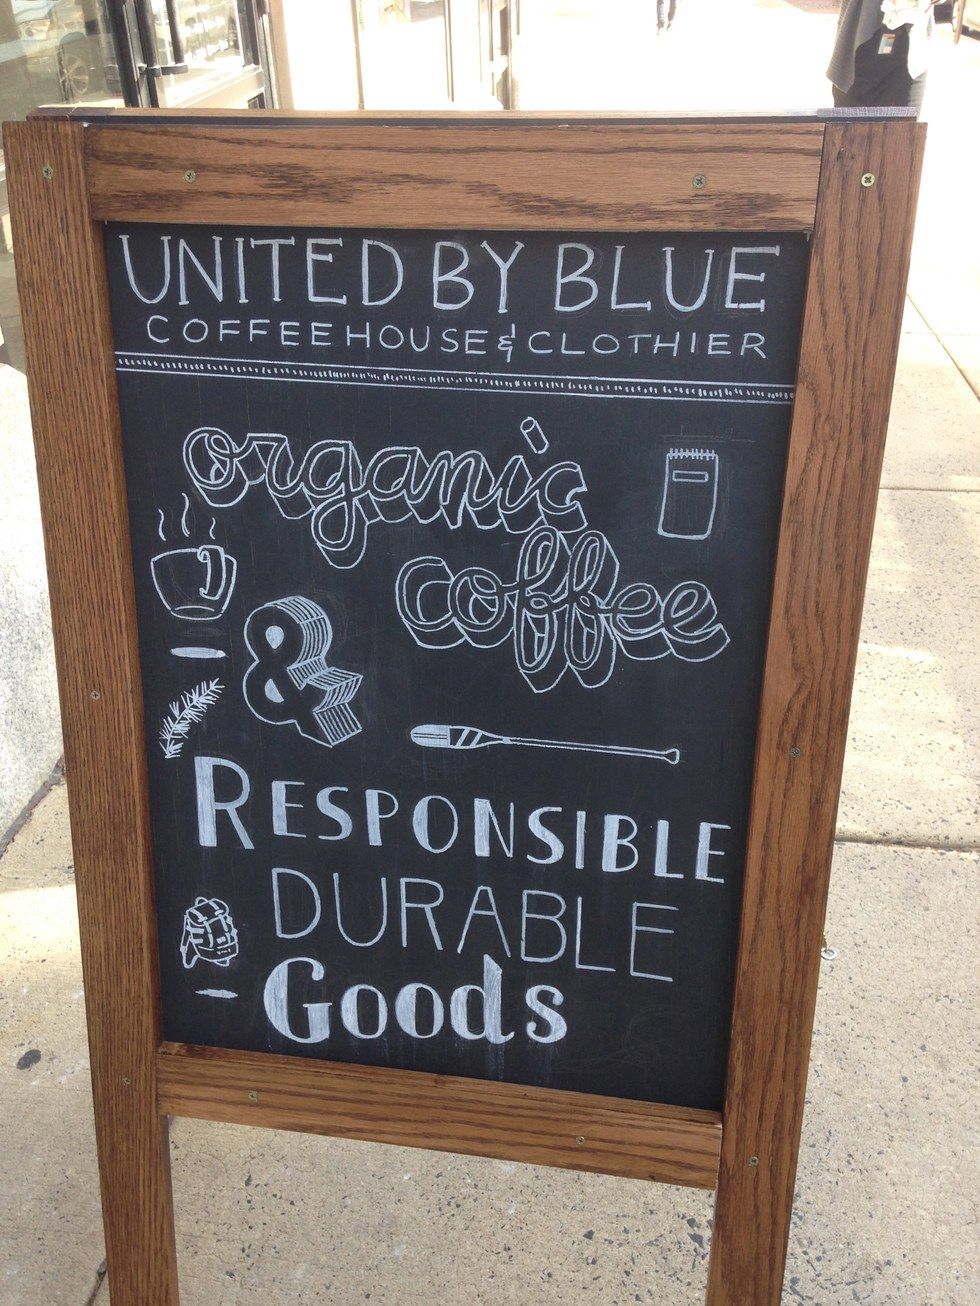 UNITED BY BLUE
COFFEEHOUSE & CLOTHIER
organic
coffee
&
RESPONSIBLE
DURABLE
Goods